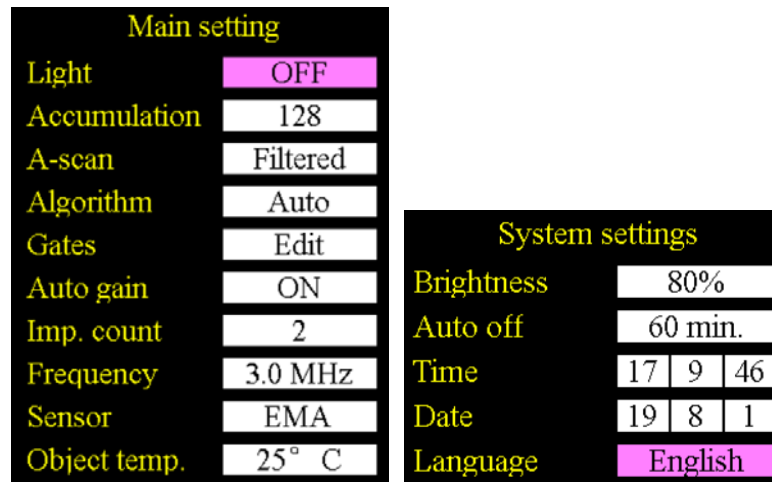 Main setting
Light OFF
Accumulation 128
A-scan Filtered
Algorithm Auto
Gates Edit
Auto gain ON
Imp. count 2
Frequency 3.0 MHz
Sensor EMA
Object temp. 25° C
System settings
Brightness 80%
Auto off 60 min.
Time 17 9 46
Date 19 8 1
Language English